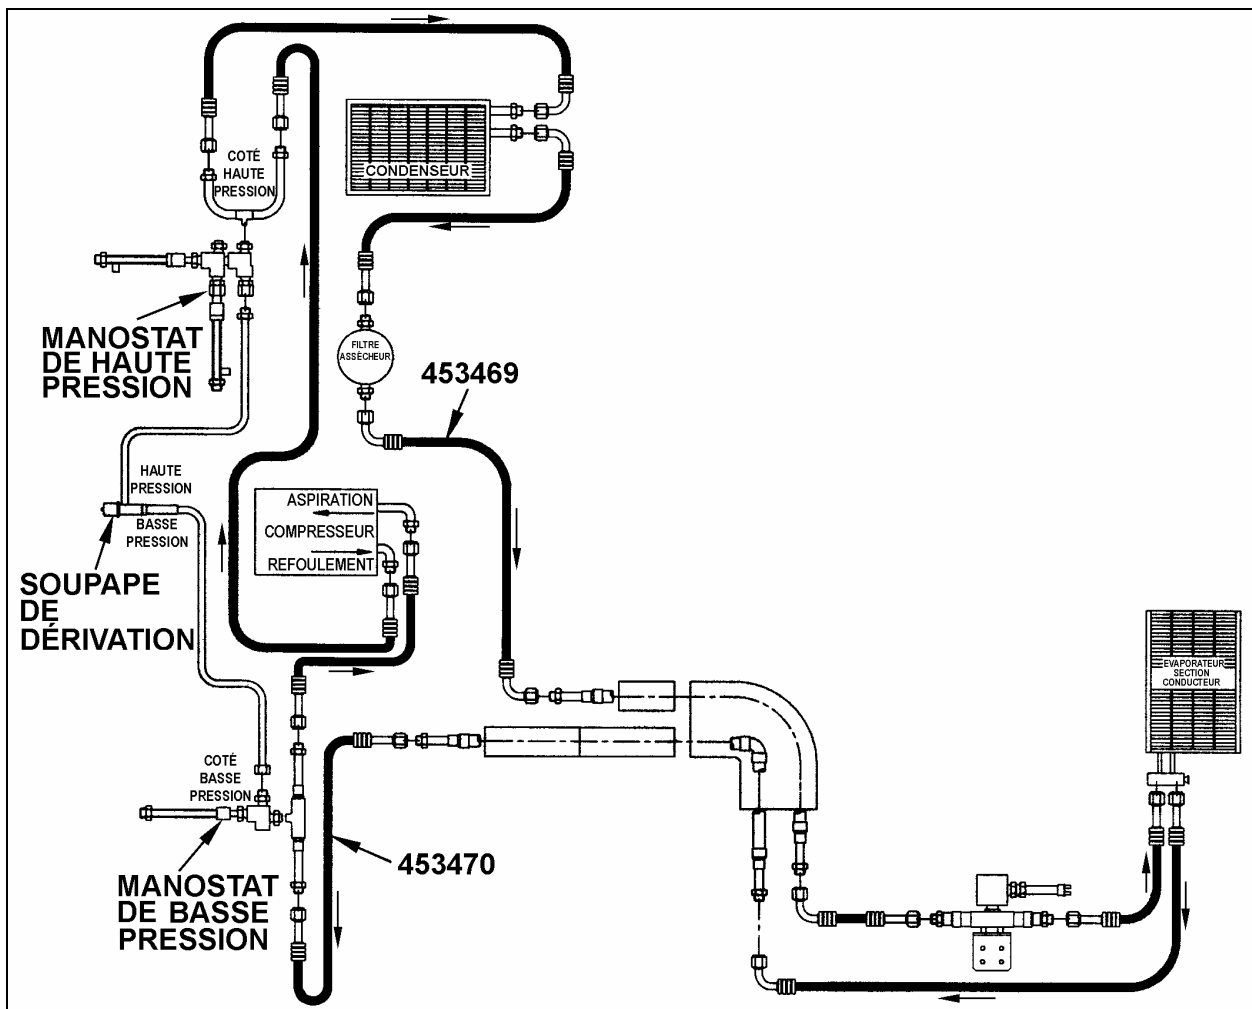 COTÉ
HAUTE
PRESSION
CONDENSEUR
MANOSTAT
DE HAUTE
PRESSION
FILTRE
ASSÈCHEUR
453469
HAUTE
PRESSION
BASSE
PRESSION
ASPIRATION
COMPRESSEUR
REFOULEMENT
SOUPAPE
DE
DÉRIVATION
EVAPORATEUR
SECTION
CONDUCTEUR
COTÉ
BASSE
PRESSION
453470
MANOSTAT
DE BASSE
PRESSION